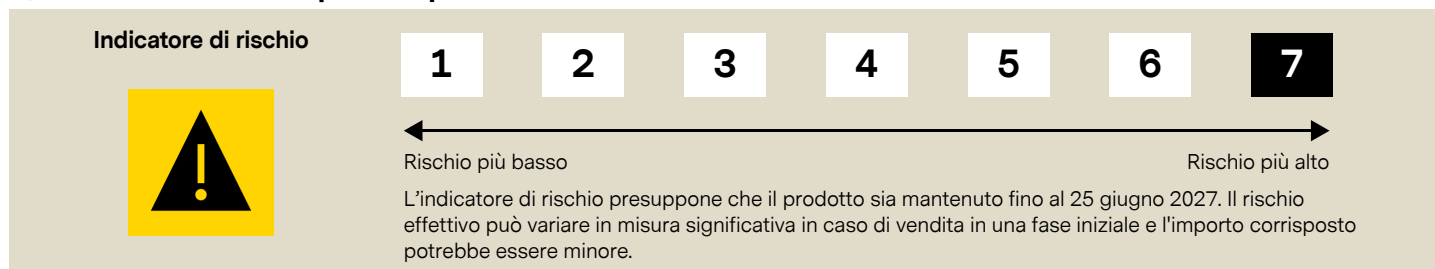 Indicatore di rischio
1 2 3 4 5 6 7
Rischio più basso Rischio più alto
L'indicatore di rischio presuppone che il prodotto sia mantenuto fino al 25 giugno 2027. Il rischio
effettivo può variare in misura significativa in caso di vendita in una fase iniziale e l'importo corrisposto
potrebbe essere minore.